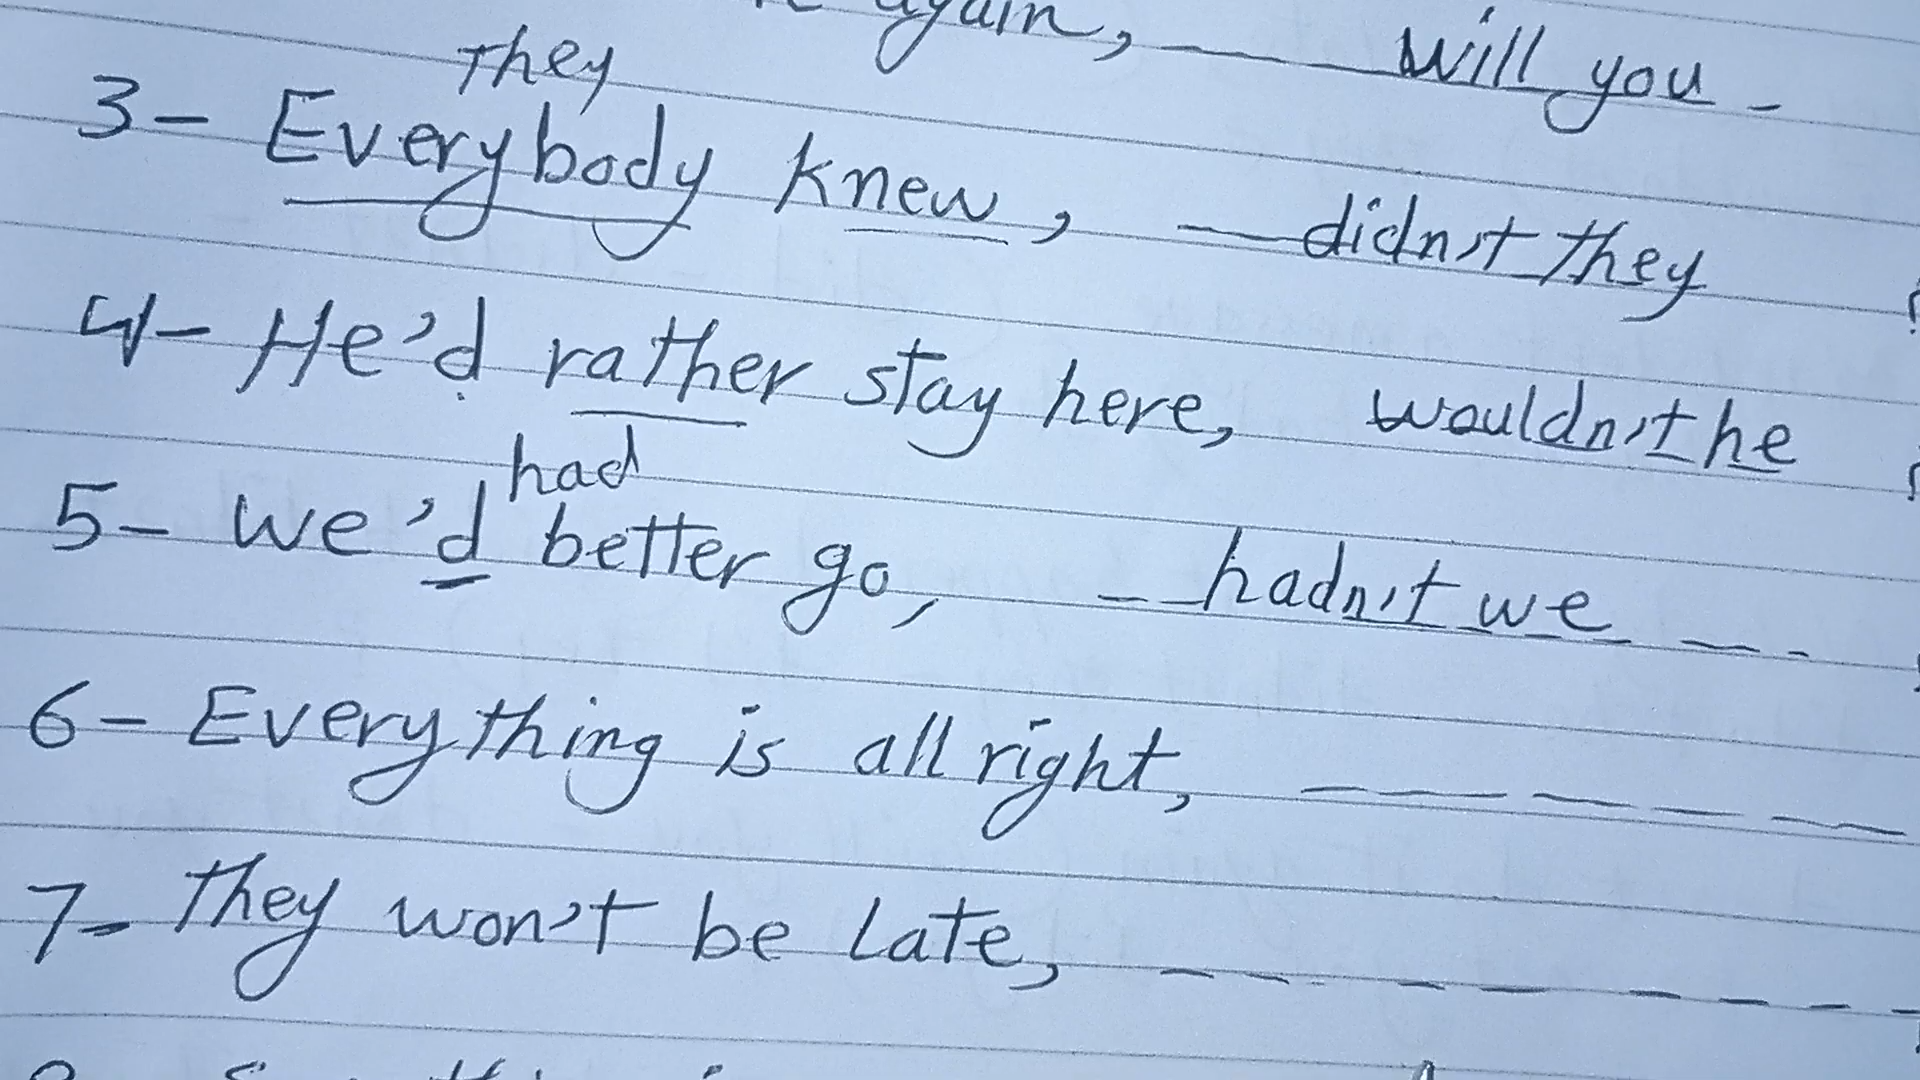 again, will you
They
3- Everybody knew, didn't they
4- He'd rather stay here, wouldn't he
had
5- we'd better go, hadn't we
6- Everything is all right,
7- They won't be late,